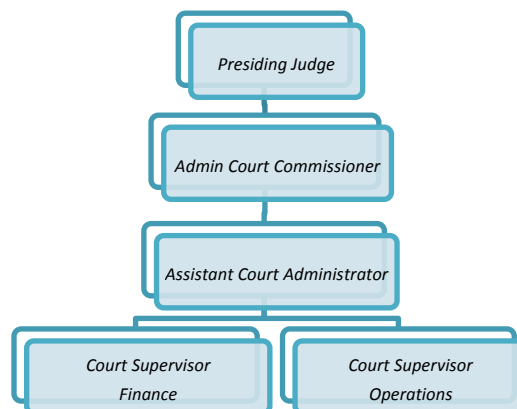 Presiding Judge
Admin Court Commissioner
Assistant Court Administrator
Court Supervisor
Finance
Court Supervisor
Operations